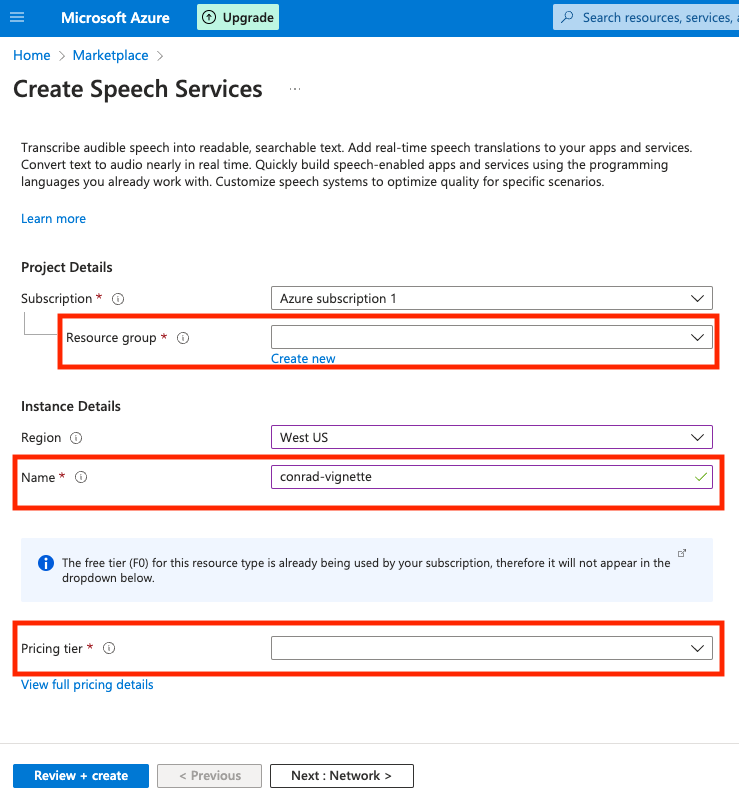 Microsoft Azure
Upgrade
Search resources, services,
Home > Marketplace >
Create Speech Services ...
Transcribe audible speech into readable, searchable text. Add real-time speech translations to your apps and services.
Convert text to audio nearly in real time. Quickly build speech-enabled apps and services using the programming
languages you already work with. Customize speech systems to optimize quality for specific scenarios.
Learn more
Project Details
Subscription * Azure subscription 1
Resource group *
Create new
Instance Details
Region West US
Name * conrad-vignette
The free tier (F0) for this resource type is already being used by your subscription, therefore it will not appear in the
dropdown below.
Pricing tier *
View full pricing details
Review + create < Previous Next : Network >